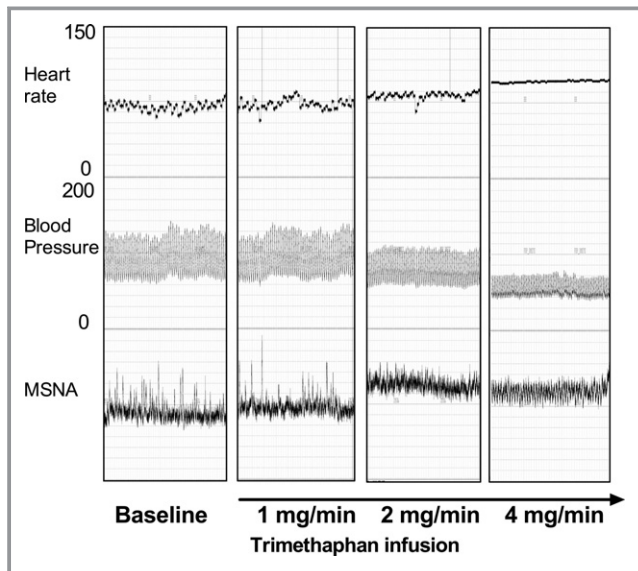 150
Heart
rate
0
200
Blood
Pressure
0
MSNA
Baseline
1 mg/min
2 mg/min
4 mg/min
Trimethaphan infusion